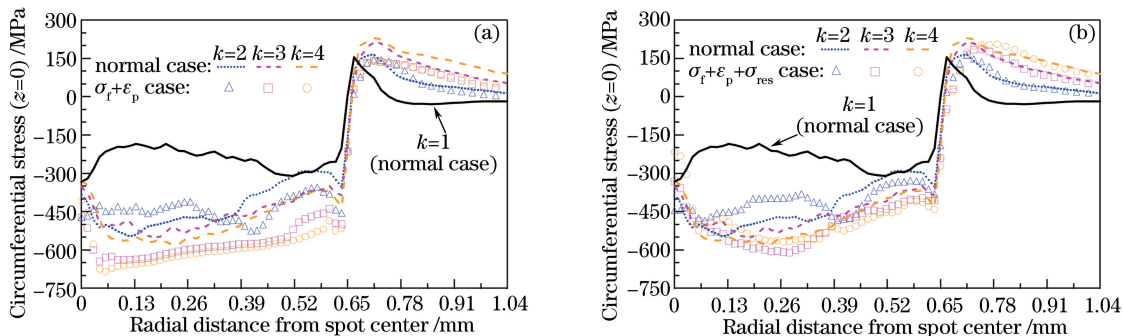 300
150
0
−150
−300
−450
−600
−750
Circumferential stress (z=0) /MPa
(a)
k=2 k=3 k=4
normal case:
σf+εp case:
k=1
(normal case)
0 0.13 0.26 0.39 0.52 0.65 0.78 0.91 1.04
Radial distance from spot center /mm
300
150
0
−150
−300
−450
−600
−750
Circumferential stress (z=0) /MPa
(b)
k=2 k=3 k=4
normal case:
σf+εp+σres case:
k=1
(normal case)
0 0.13 0.26 0.39 0.52 0.65 0.78 0.91 1.04
Radial distance from spot center /mm